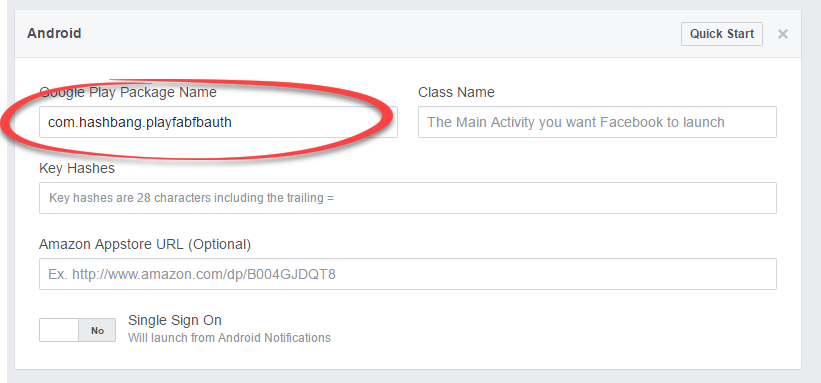 Android
Quick Start
Google Play Package Name
Class Name
com.hashbang.playfabfbauth
The Main Activity you want Facebook to launch
Key Hashes
Key hashes are 28 characters including the trailing =
Amazon Appstore URL (Optional)
Ex. http://www.amazon.com/dp/B004GJDQT8
No
Single Sign On
Will launch from Android Notifications